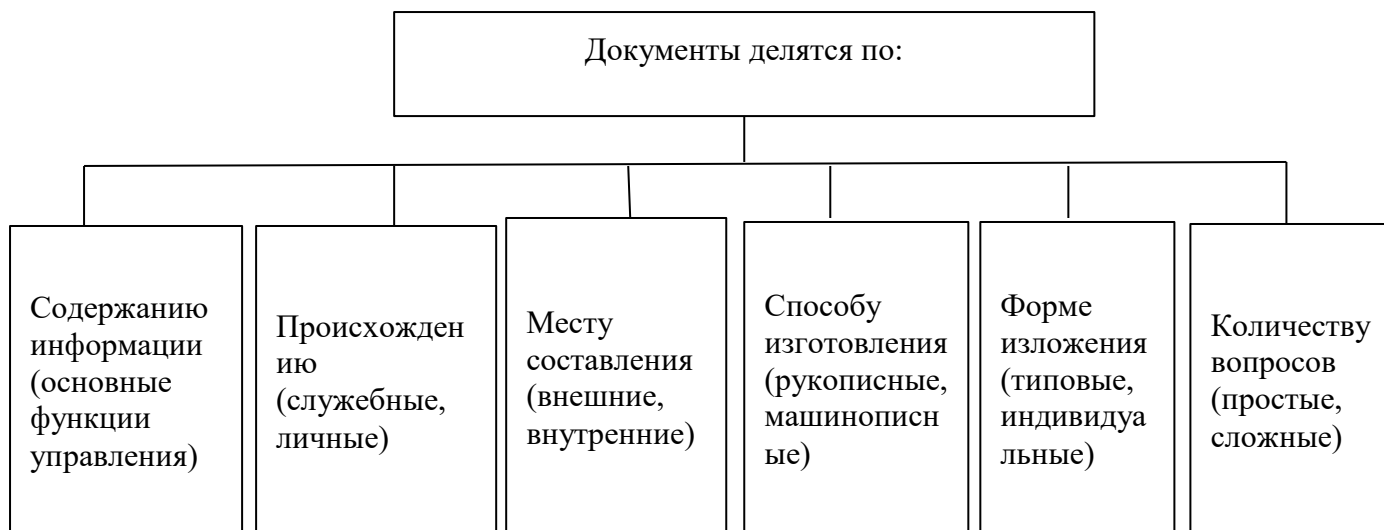 Документы делятся по:
Содержанию
информации
(основные
функции
управления)
Происхожден
ию
(служебные,
личные)
Месту
составления
(внешние,
внутренние)
Способу
изготовления
(рукописные,
машинописн
ые)
Форме
изложения
(типовые,
индивидуа
льные)
Количеству
вопросов
(простые,
сложные)